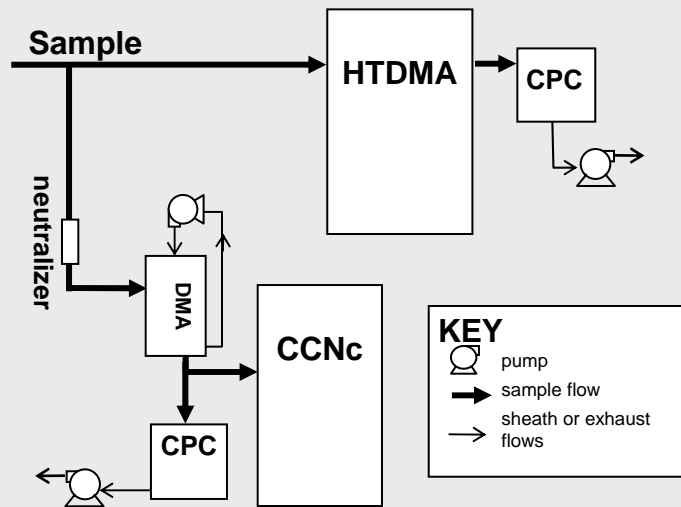 Sample
HTDMA
CPC
neutralizer
DMA
CCNc
CPC
KEY
pump
sample flow
sheath or exhaust
flows